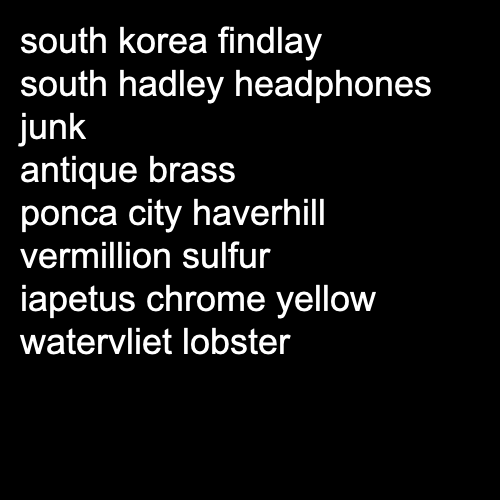 south korea findlay
south hadley headphones
junk
antique brass
ponca city haverhill
vermillion sulfur
iapetus chrome yellow
watervliet lobster